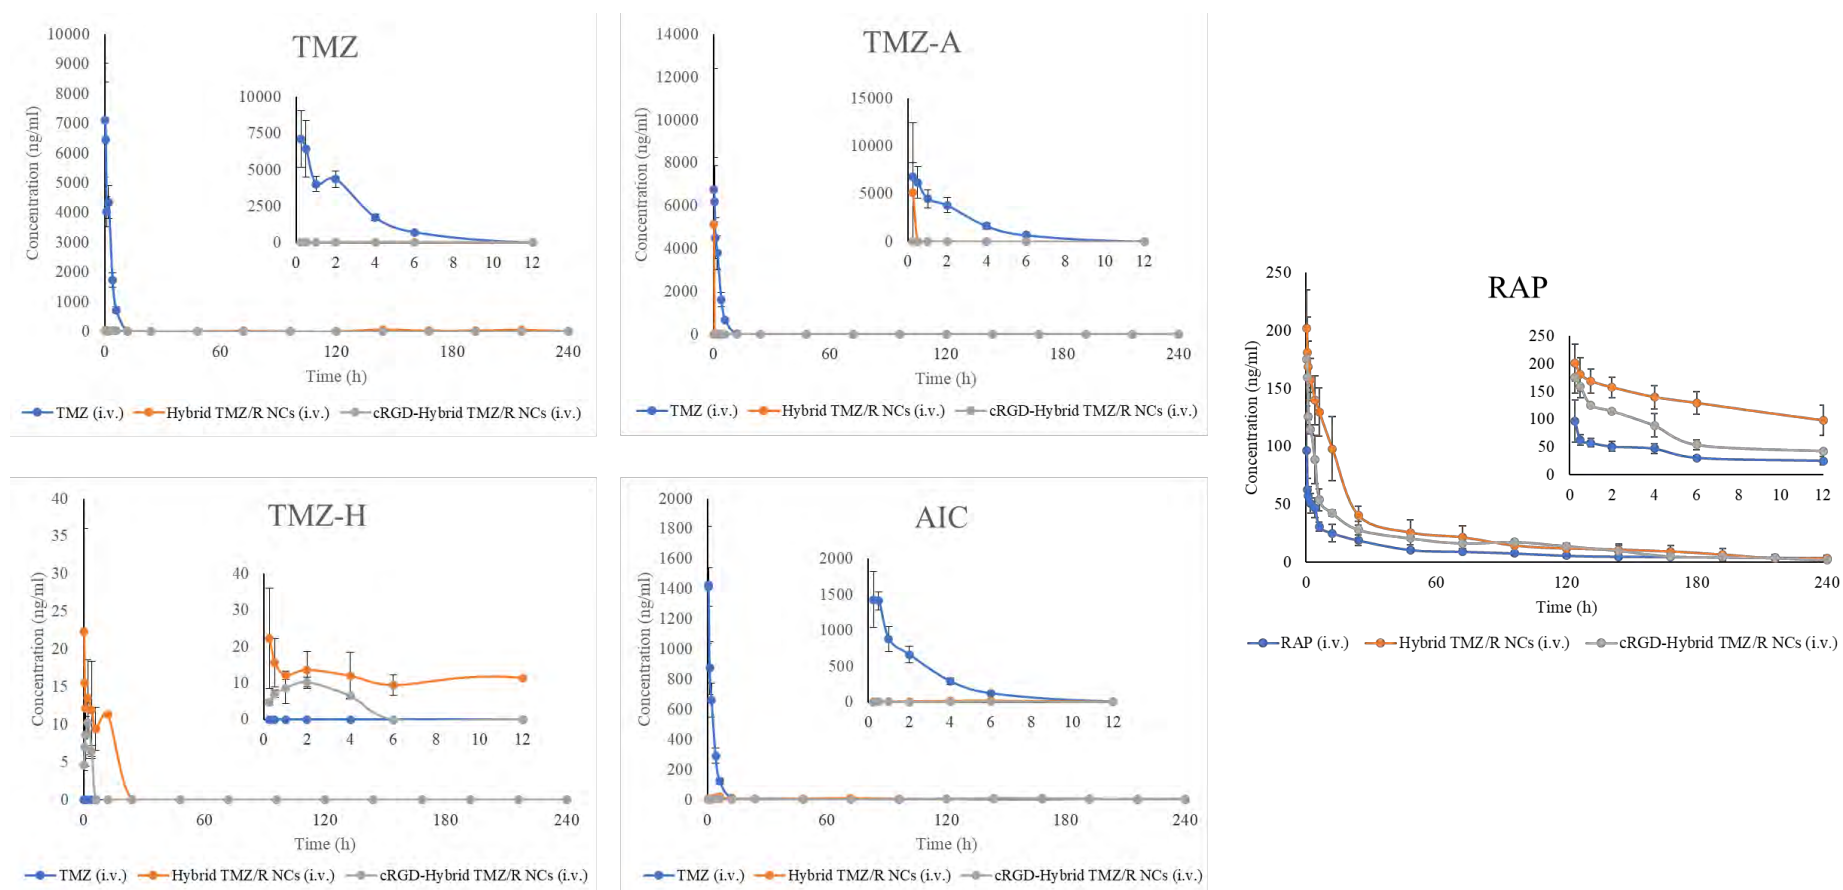 TMZ
Concentration (ng/ml)
10000
9000
8000
7000
6000
5000
4000
3000
2000
1000
0
0 60 120 180 240
Time (h)
10000
7500
5000
2500
0
0 2 4 6 8 10 12
TMZ (i.v.) Hybrid TMZ/R NCs (i.v.) cRGD-Hybrid TMZ/R NCs (i.v.)
TMZ-A
Concentration (ng/ml)
14000
12000
10000
8000
6000
4000
2000
0
0 60 120 180 240
Time (h)
15000
10000
5000
0
0 2 4 6 8 10 12
TMZ (i.v.) Hybrid TMZ/R NCs (i.v.) cRGD-Hybrid TMZ/R NCs (i.v.)
TMZ-H
Concentration (ng/ml)
40
35
30
25
20
15
10
5
0
0 60 120 180 240
Time (h)
40
30
20
10
0
0 2 4 6 8 10 12
TMZ (i.v.) Hybrid TMZ/R NCs (i.v.) cRGD-Hybrid TMZ/R NCs (i.v.)
AIC
Concentration (ng/ml)
2000
1800
1600
1400
1200
1000
800
600
400
200
0
0 60 120 180 240
Time (h)
2000
1500
1000
500
0
0 2 4 6 8 10 12
TMZ (i.v.) Hybrid TMZ/R NCs (i.v.) cRGD-Hybrid TMZ/R NCs (i.v.)
RAP
Concentration (ng/ml)
250
200
150
100
50
0
0 60 120 180 240
Time (h)
250
200
150
100
50
0
0 2 4 6 8 10 12
RAP (i.v.) Hybrid TMZ/R NCs (i.v.) cRGD-Hybrid TMZ/R NCs (i.v.)